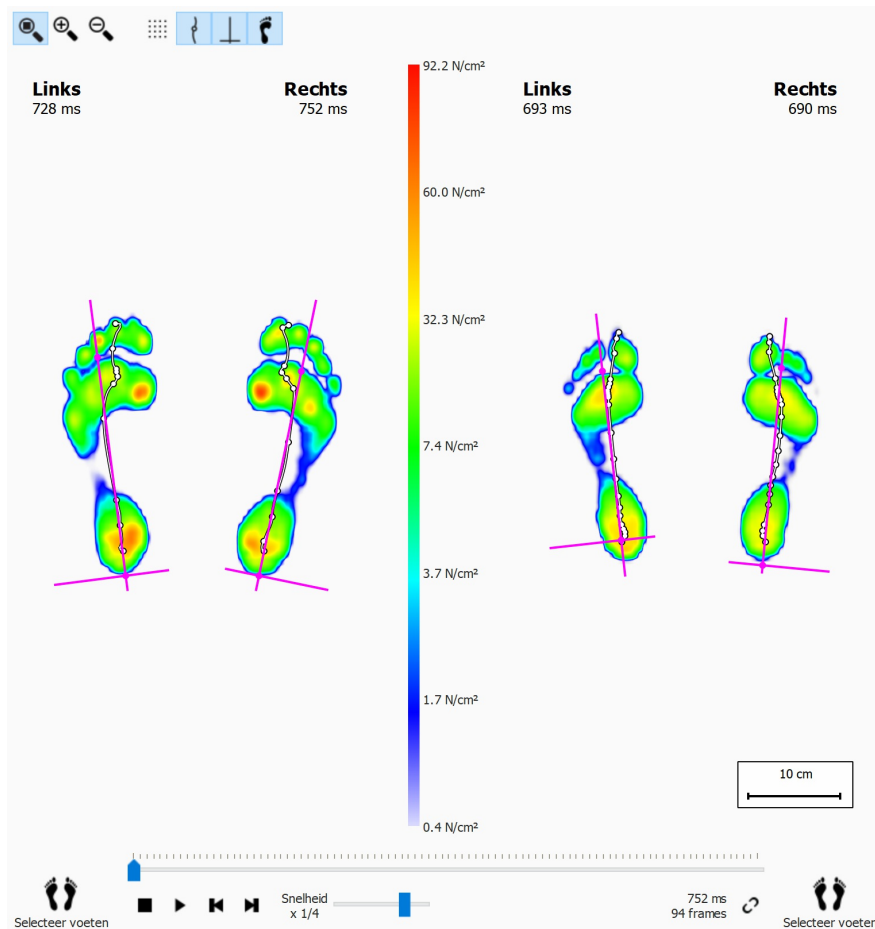 Links
728 ms
Rechts
752 ms
92.2 N/cm²
60.0 N/cm²
32.3 N/cm²
7.4 N/cm²
3.7 N/cm²
1.7 N/cm²
0.4 N/cm²
Links
693 ms
Rechts
690 ms
10 cm
Selecteer voeten
Snelheid
x 1/4
752 ms
94 frames
Selecteer voeten